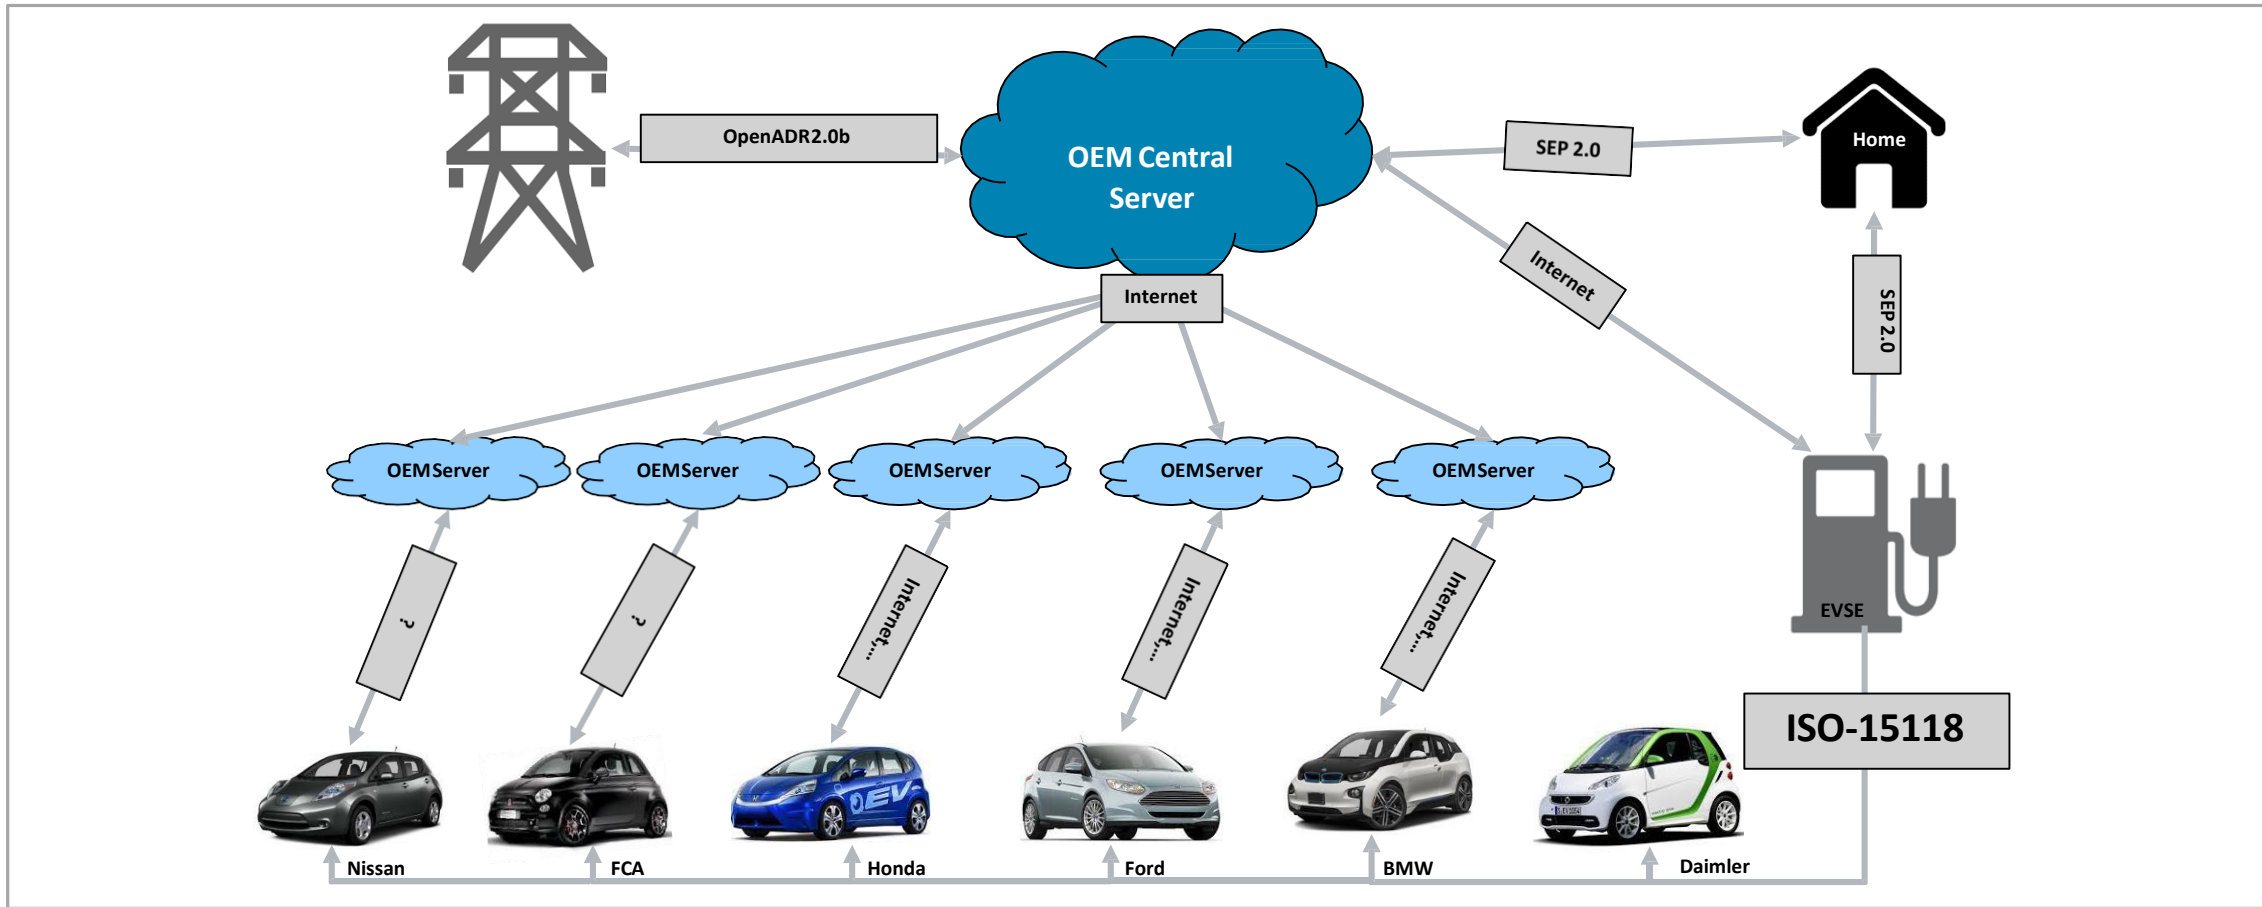 OpenADR2.0b
OEM Central
Server
SEP 2.0
Home
Internet
SEP 2.0
Internet
OEMServer
OEMServer
OEMServer
OEMServer
OEMServer
?
?
Internet,...
Internet,...
Internet,...
EVSE
ISO-15118
EV
Nissan
FCA
Honda
Ford
BMW
Daimler